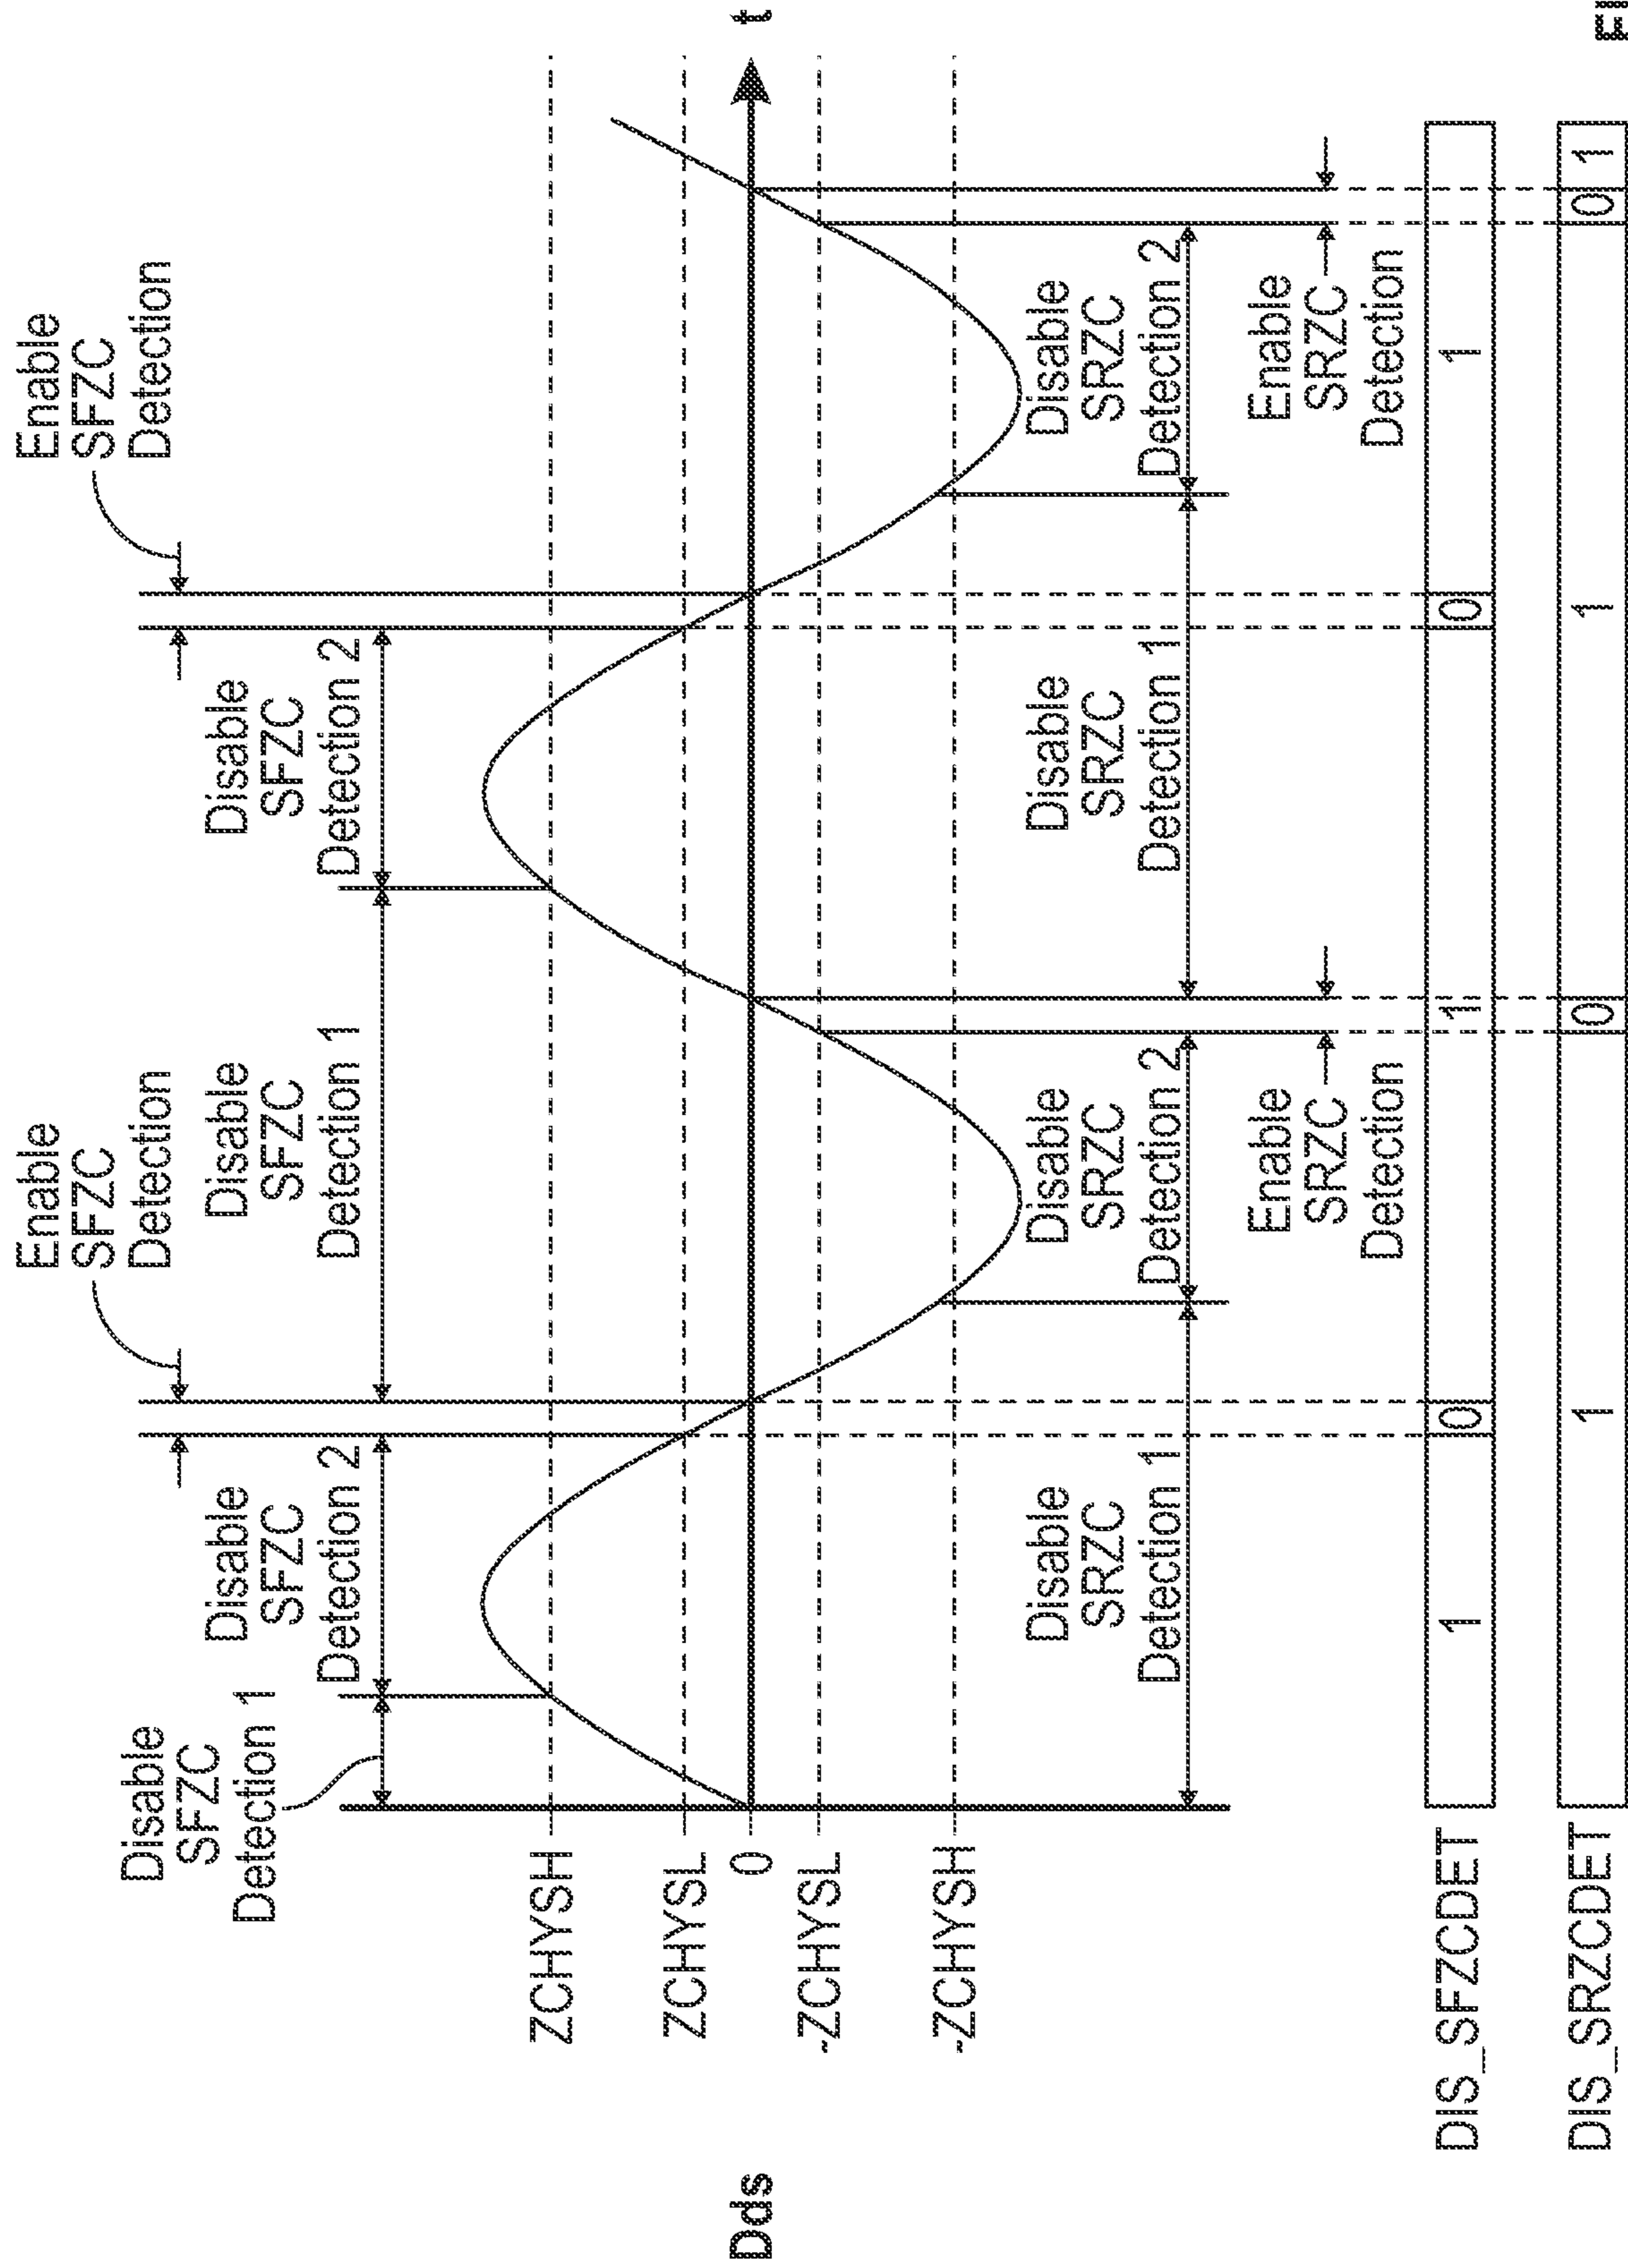 Enable
SFZC
Detection
Enable
SFZC
Detection
Disable
SFZC
Detection 1
Disable
SFZC
Detection 2
Disable
SFZC
Detection 1
Disable
SFZC
Detection 2
ZCHYSH
ZCHYSL
Dds
0
t
-ZCHYSL
-ZCHYSH
Disable
SRZC
Detection 1
Disable
SRZC
Detection 2
Disable
SRZC
Detection 1
Disable
SRZC
Detection 2
Enable
SRZC
Detection
Enable
SRZC
Detection
DIS_SFZCDET 1 0 1 0 1
DIS_SRZCDET 1 0 1 0 1